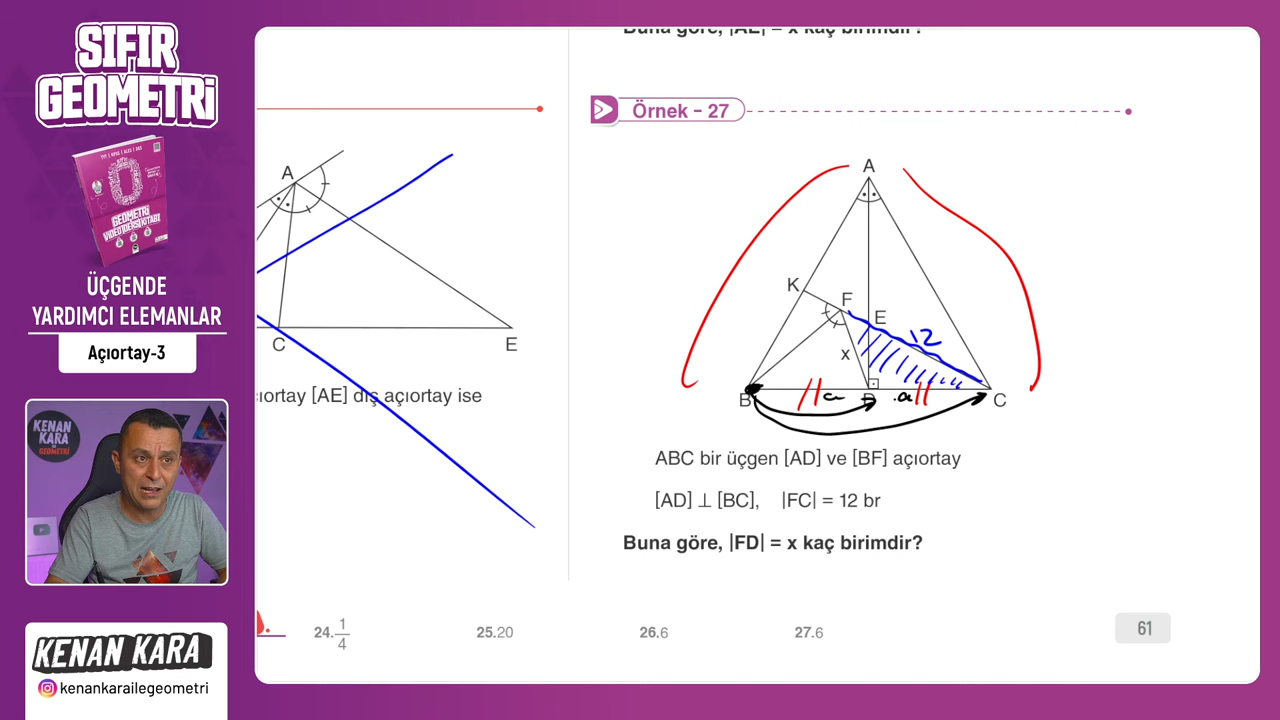 SIFIR
GEOMETRİ
GEOMETRİ
VİDEO DERS KİTABI
ÜÇGENDE
YARDIMCI ELEMANLAR
Açıortay-3
KENAN
KARA
GEOMETRİ
KENAN KARA
kenankarailegeometri
Buna göre, |AE| = x kaç birimdir?
Örnek – 27
A
C
E
açıortay [AE] dış açıortay ise
A
K
F
E
12
x
B
a
D
a
C
ABC bir üçgen [AD] ve [BF] açıortay
[AD] ⊥ [BC], |FC| = 12 br
Buna göre, |FD| = x kaç birimdir?
24. 1/4
25.20
26.6
27.6
61